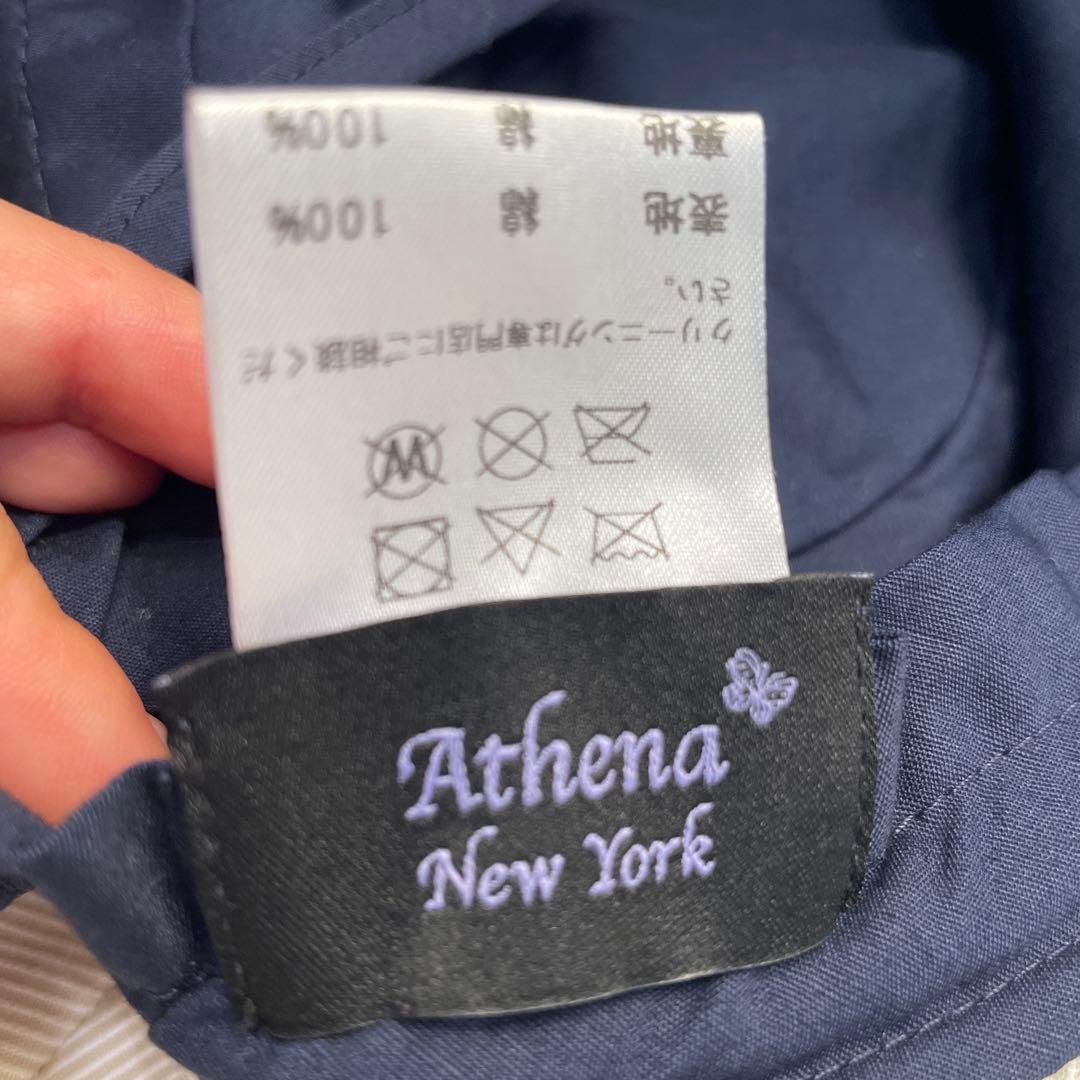 W
クリーニングは専門店にご相談くだ
さい。
表地 綿 100%
裏地 綿 100%
Athena
New York